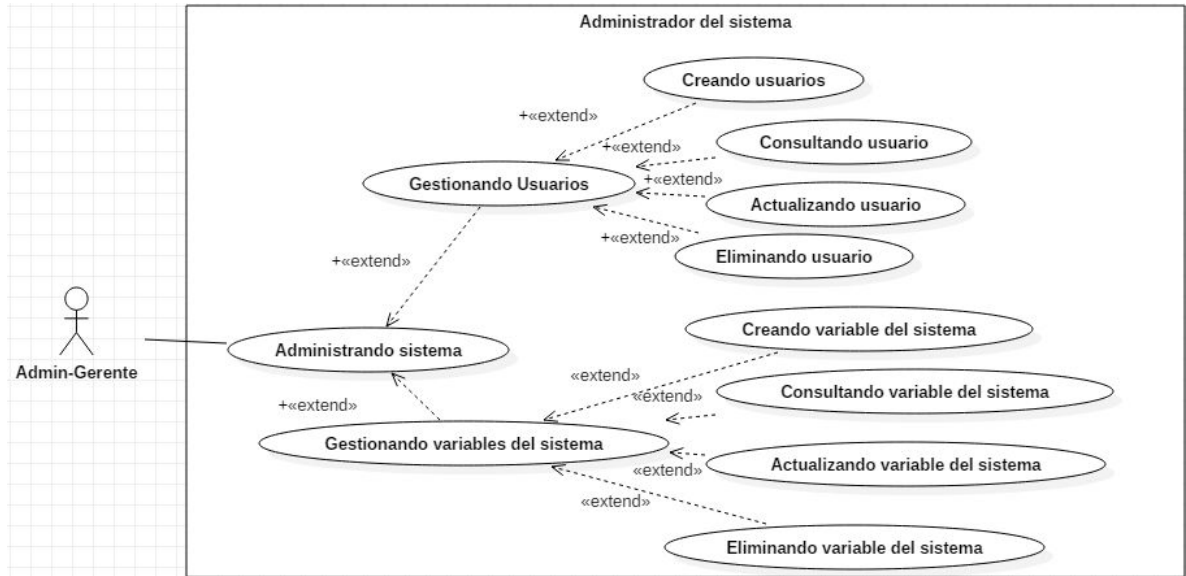 Administrador del sistema
Creando usuarios
+«extend»
Consultando usuario
+«extend»
+«extend»
Gestionando Usuarios
Actualizando usuario
+«extend»
Eliminando usuario
+«extend»
Creando variable del sistema
Administrando sistema
Admin-Gerente
«extend»
Consultando variable del sistema
«extend»
+«extend»
Gestionando variables del sistema
Actualizando variable del sistema
«extend»
«extend»
Eliminando variable del sistema